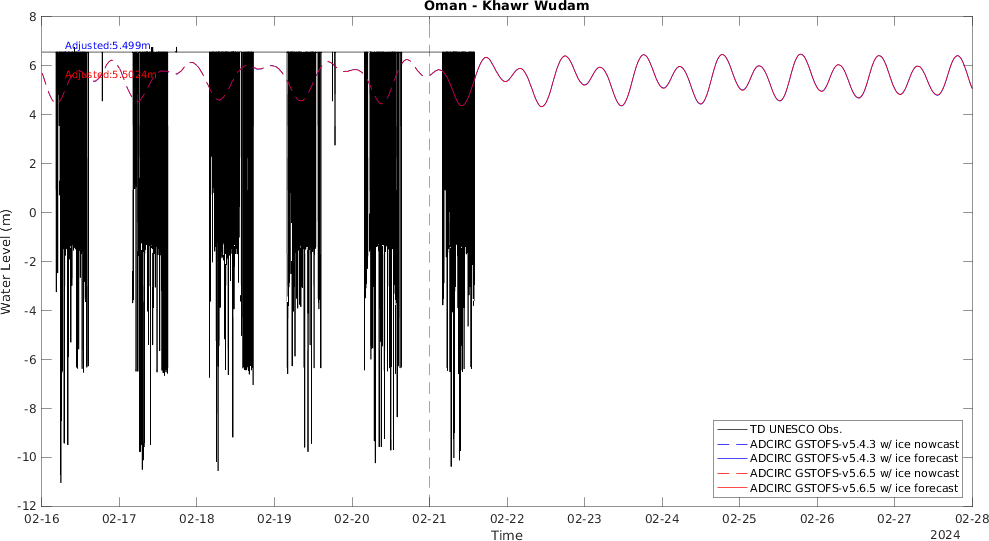 Oman - Khawr Wudam
8
6
4
2
0
-2
-4
-6
-8
-10
-12
Water Level (m)
Adjusted:5.499m
Adjusted:5.5024m
TD UNESCO Obs.
ADCIRC GSTOFS-v5.4.3 w/ ice nowcast
ADCIRC GSTOFS-v5.4.3 w/ ice forecast
ADCIRC GSTOFS-v5.6.5 w/ ice nowcast
ADCIRC GSTOFS-v5.6.5 w/ ice forecast
02-16 02-17 02-18 02-19 02-20 02-21 02-22 02-23 02-24 02-25 02-26 02-27 02-28
Time
2024